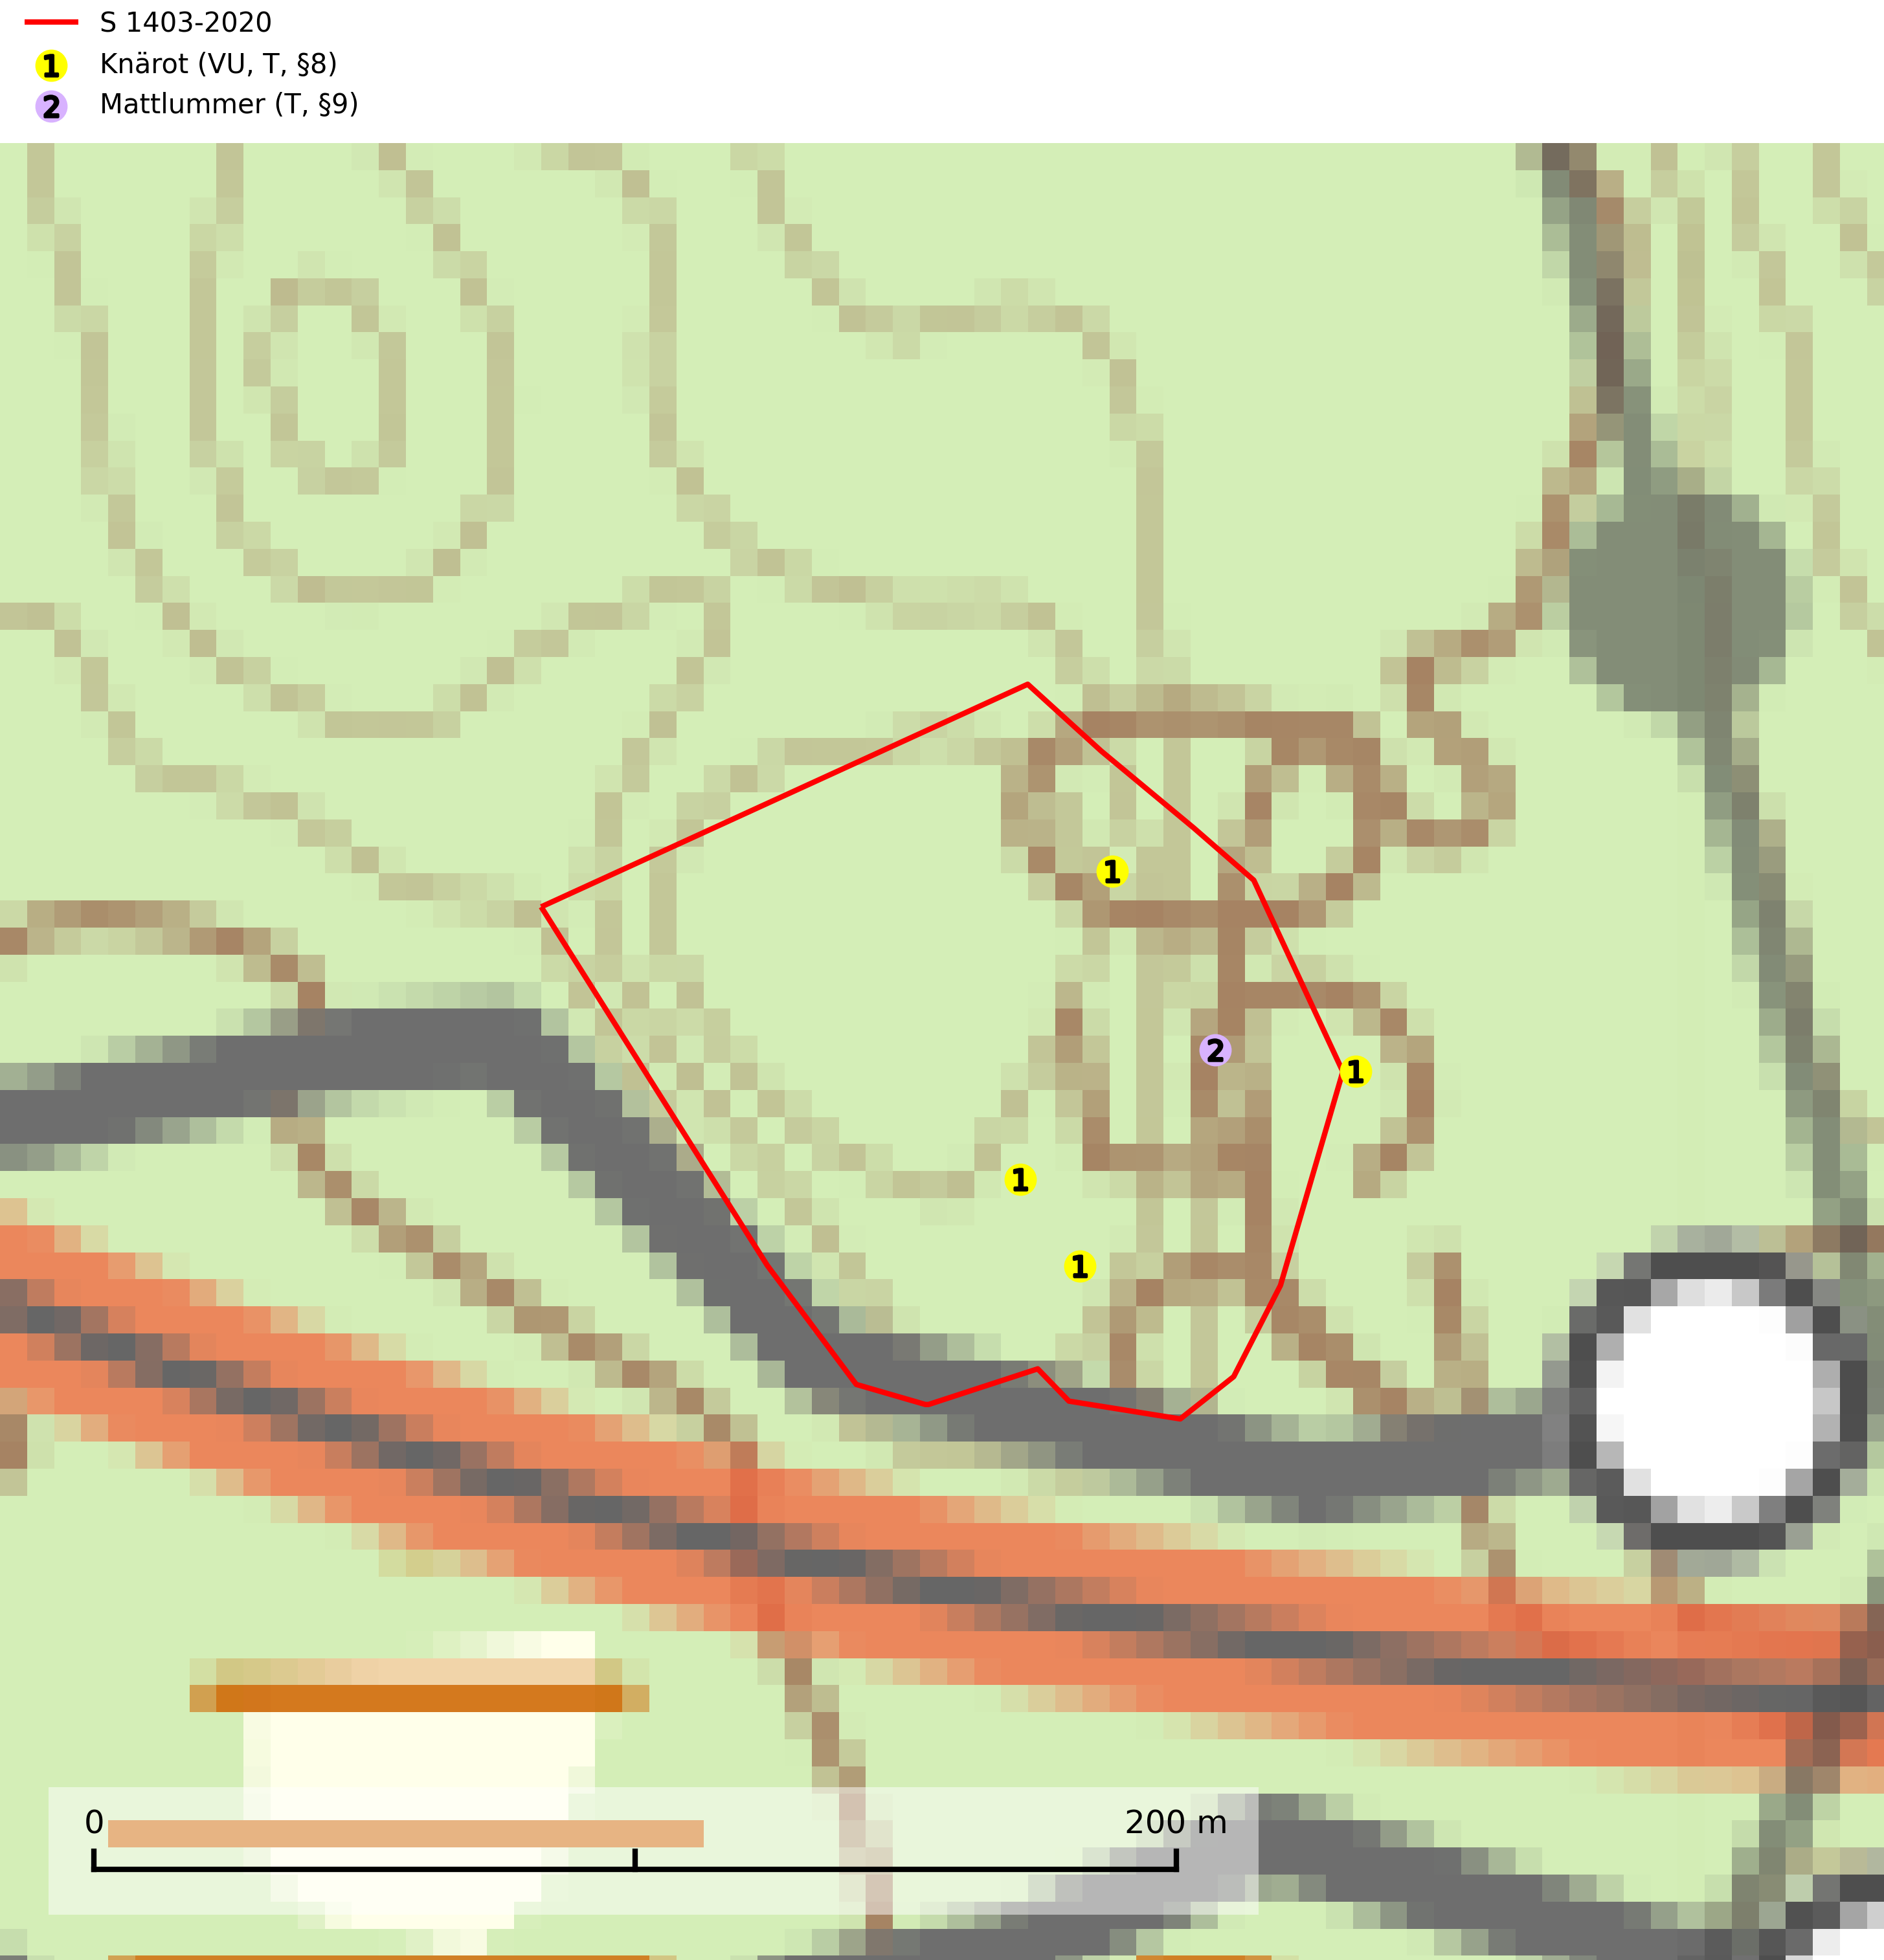 S 1403-2020
1 Knärot (VU, T, §8)
2 Mattlummer (T, §9)
1
2
1
1
1
0 200 m